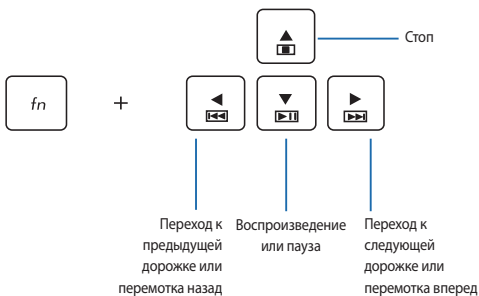 Стоп
fn
+
Переход к
предыдущей
дорожке или
перемотка назад
Воспроизведение
или пауза
Переход к
следующей
дорожке или
перемотка вперед